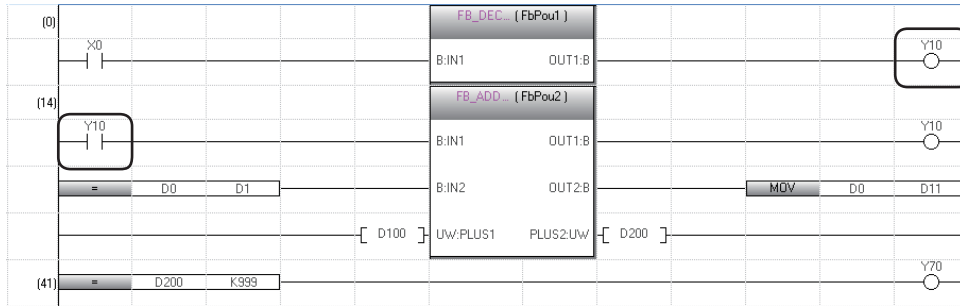 (0)
FB_DEC... (FbPou1)
X0
B:IN1 OUT1:B
Y10
(14)
FB_ADD... (FbPou2)
Y10
B:IN1 OUT1:B
Y10
= D0 D1
B:IN2 OUT2:B
MOV D0 D11
D100 UW:PLUS1 PLUS2:UW D200
(41)
= D200 K999
Y70